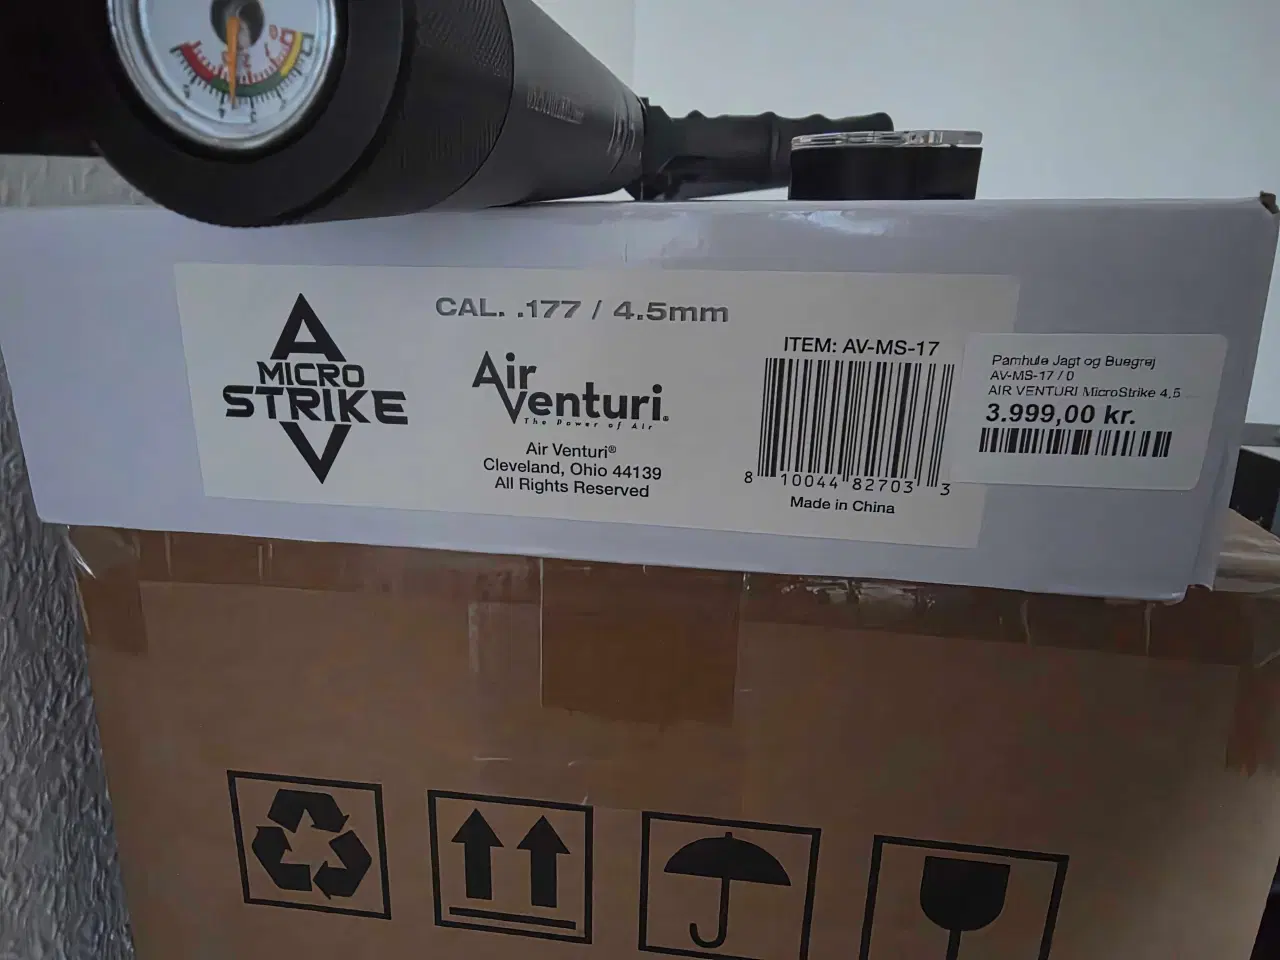 A
MICRO
STRIKE
V
CAL. .177 / 4.5mm
Air
Venturi.®
The Power of Air
Air Venturi®
Cleveland, Ohio 44139
All Rights Reserved
ITEM: AV-MS-17
8 10044 82703 3
Made in China
Pamhule Jagt og Buegrej
AV-MS-17 / 0
AIR VENTURI MicroStrike 4,5 ...
3.999,00 kr.